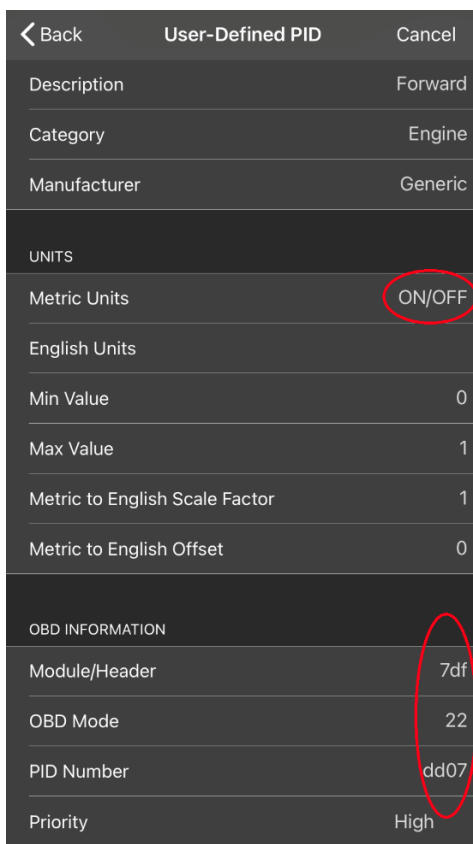 Back User-Defined PID Cancel
Description Forward
Category Engine
Manufacturer Generic
UNITS
Metric Units ON/OFF
English Units
Min Value 0
Max Value 1
Metric to English Scale Factor 1
Metric to English Offset 0
OBD INFORMATION
Module/Header 7df
OBD Mode 22
PID Number dd07
Priority High